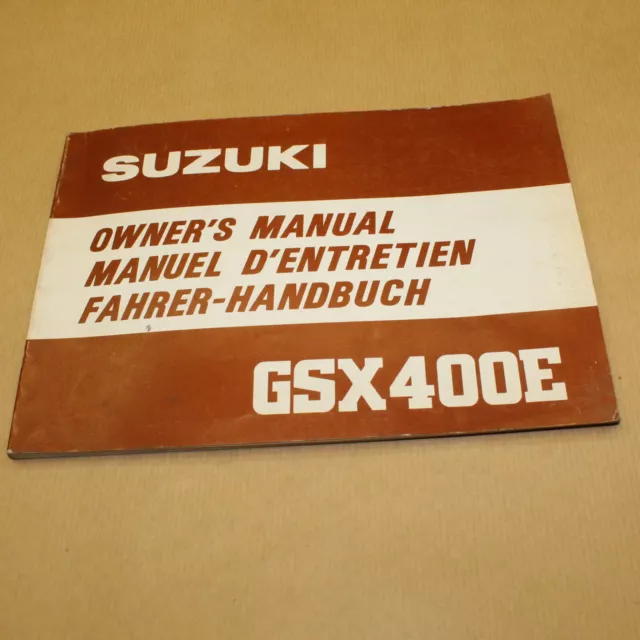 SUZUKI
OWNER'S MANUAL
MANUEL D'ENTRETIEN
FAHRER-HANDBUCH
GSX400E